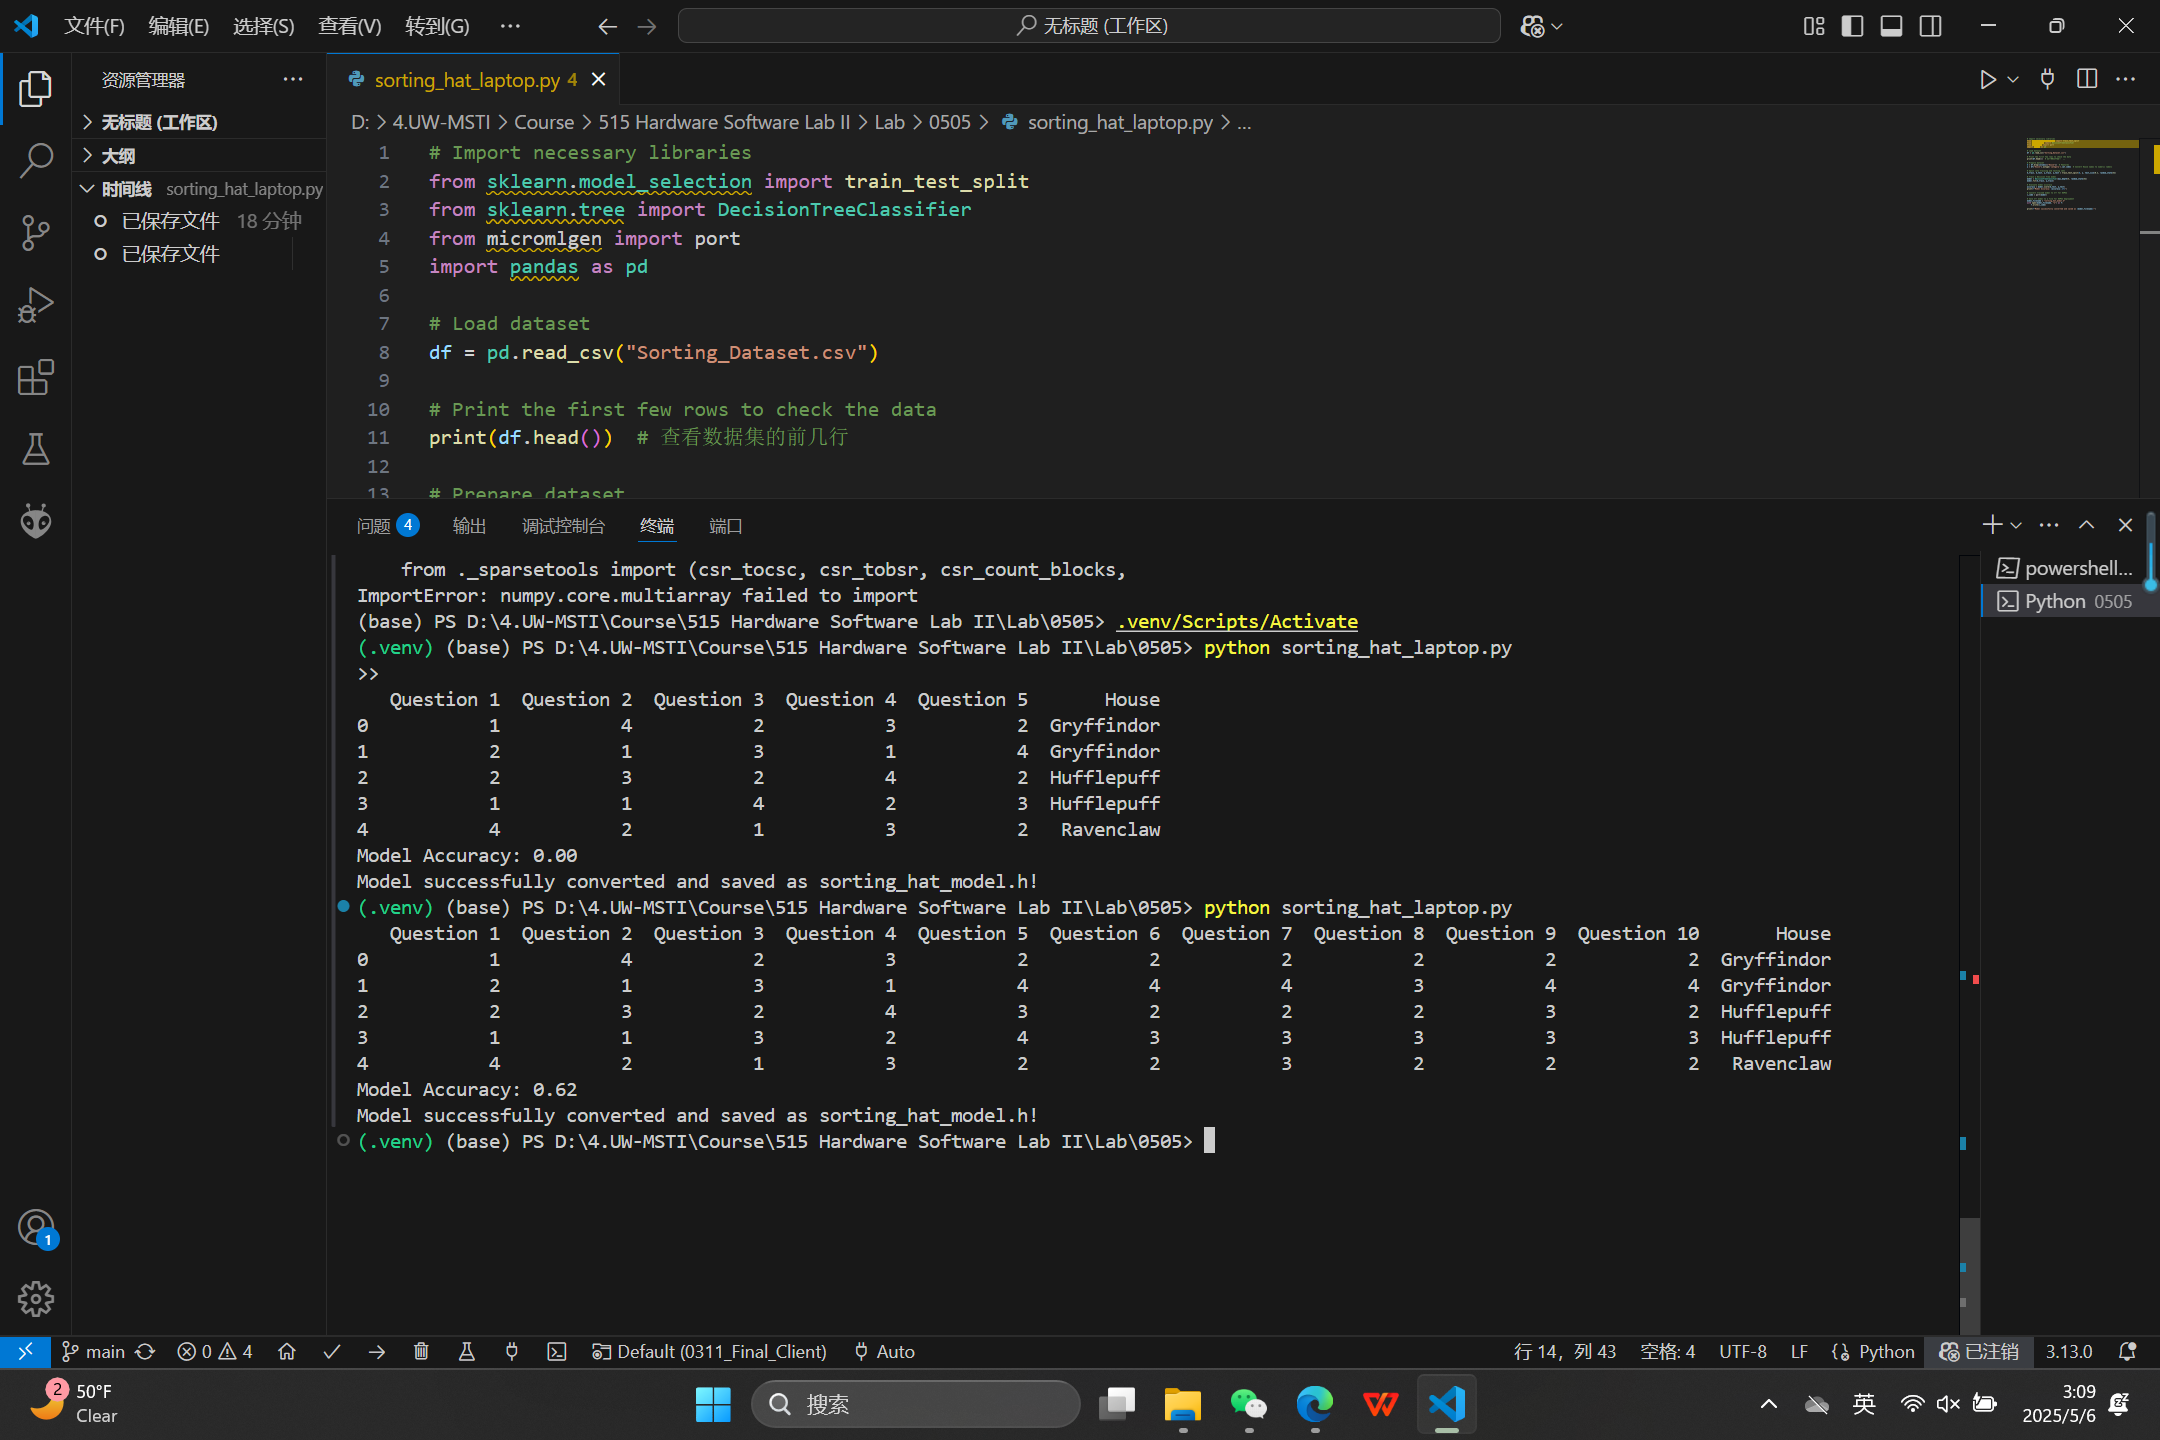 文件(F) 编辑(E) 选择(S) 查看(V) 转到(G) ··· 无标题 (工作区)
资源管理器 ···
sorting_hat_laptop.py 4
无标题 (工作区)
大纲
时间线 sorting_hat_laptop.py
已保存文件 18 分钟
已保存文件
D: > 4.UW-MSTI > Course > 515 Hardware Software Lab II > Lab > 0505 > sorting_hat_laptop.py > ...
1 # Import necessary libraries
2 from sklearn.model_selection import train_test_split
3 from sklearn.tree import DecisionTreeClassifier
4 from micromlgen import port
5 import pandas as pd
6
7 # Load dataset
8 df = pd.read_csv("Sorting_Dataset.csv")
9
10 # Print the first few rows to check the data
11 print(df.head()) # 查看数据集的前几行
12
13 # Prepare dataset
问题 4 输出 调试控制台 终端 端口
powershell...
Python 0505
from ._sparsetools import (csr_tocsc, csr_tobsr, csr_count_blocks,
ImportError: numpy.core.multiarray failed to import
(base) PS D:\4.UW-MSTI\Course\515 Hardware Software Lab II\Lab\0505> .venv/Scripts/Activate
(.venv) (base) PS D:\4.UW-MSTI\Course\515 Hardware Software Lab II\Lab\0505> python sorting_hat_laptop.py
>>
Question 1 Question 2 Question 3 Question 4 Question 5 House
0 1 4 2 3 2 Gryffindor
1 2 1 3 1 4 Gryffindor
2 2 3 2 4 2 Hufflepuff
3 1 1 4 2 3 Hufflepuff
4 4 2 1 3 2 Ravenclaw
Model Accuracy: 0.00
Model successfully converted and saved as sorting_hat_model.h!
(.venv) (base) PS D:\4.UW-MSTI\Course\515 Hardware Software Lab II\Lab\0505> python sorting_hat_laptop.py
Question 1 Question 2 Question 3 Question 4 Question 5 Question 6 Question 7 Question 8 Question 9 Question 10 House
0 1 4 2 3 2 2 2 2 2 2 Gryffindor
1 2 1 3 1 4 4 4 3 4 4 Gryffindor
2 2 3 2 4 3 2 2 2 3 2 Hufflepuff
3 1 1 3 2 4 3 3 3 3 3 Hufflepuff
4 4 2 1 3 2 2 3 2 2 2 Ravenclaw
Model Accuracy: 0.62
Model successfully converted and saved as sorting_hat_model.h!
(.venv) (base) PS D:\4.UW-MSTI\Course\515 Hardware Software Lab II\Lab\0505>
1
main 0 4 Default (0311_Final_Client) Auto 行 14, 列 43 空格: 4 UTF-8 LF Python 已注销 3.13.0
2 50°F
Clear
搜索
英
3:09
2025/5/6